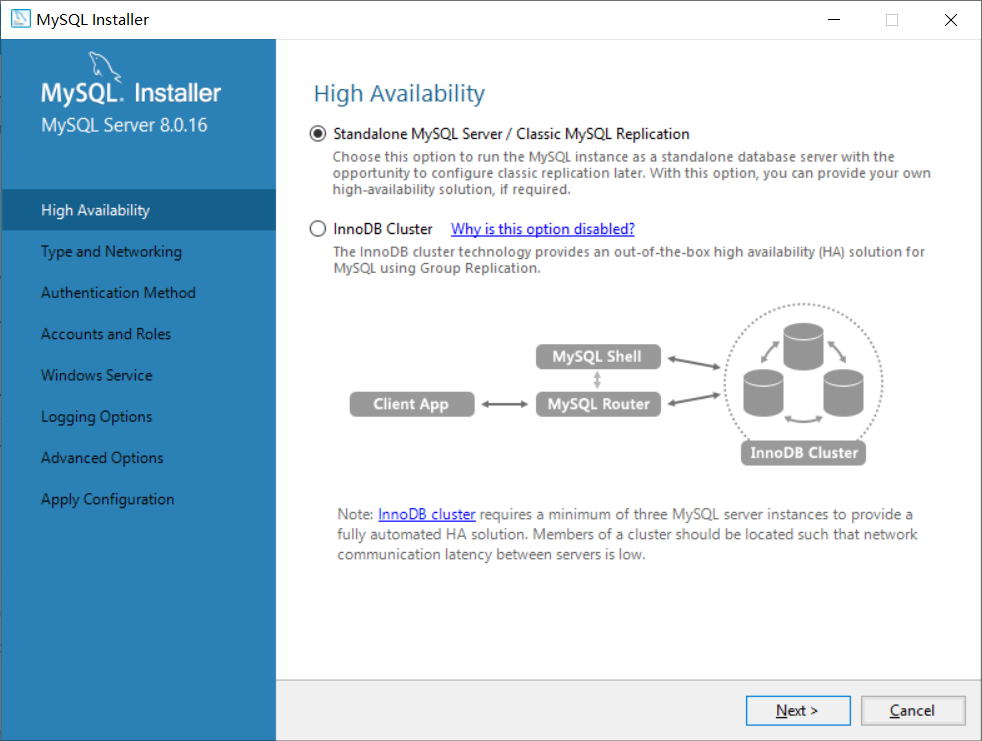 MySQL Installer
MySQL. Installer
MySQL Server 8.0.16
High Availability
Type and Networking
Authentication Method
Accounts and Roles
Windows Service
Logging Options
Advanced Options
Apply Configuration
High Availability
Standalone MySQL Server / Classic MySQL Replication
Choose this option to run the MySQL instance as a standalone database server with the
opportunity to configure classic replication later. With this option, you can provide your own
high-availability solution, if required.
InnoDB Cluster Why is this option disabled?
The InnoDB cluster technology provides an out-of-the-box high availability (HA) solution for
MySQL using Group Replication.
MySQL Shell
Client App
MySQL Router
InnoDB Cluster
Note: InnoDB cluster requires a minimum of three MySQL server instances to provide a
fully automated HA solution. Members of a cluster should be located such that network
communication latency between servers is low.
Next >
Cancel